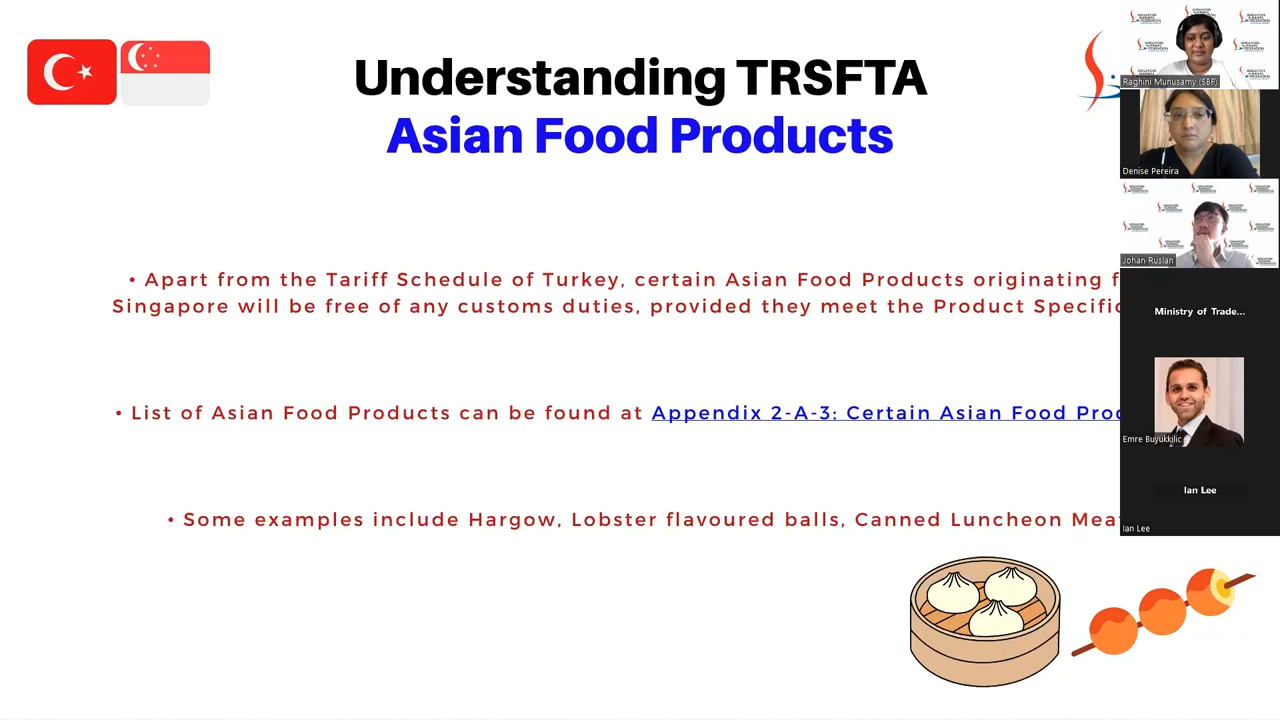 Understanding TRSFTA
Asian Food Products
• Apart from the Tariff Schedule of Turkey, certain Asian Food Products originating
Singapore will be free of any customs duties, provided they meet the Product
• List of Asian Food Products can be found at Appendix 2-A-3: Certain Asian Food
• Some examples include Hargow, Lobster flavoured balls, Canned Luncheon
Raghini Munusamy (SBF)
Denise Pereira
Johan Ruslan
Ministry of Trade...
Emre Buyukkilic
Ian Lee
Ian Lee